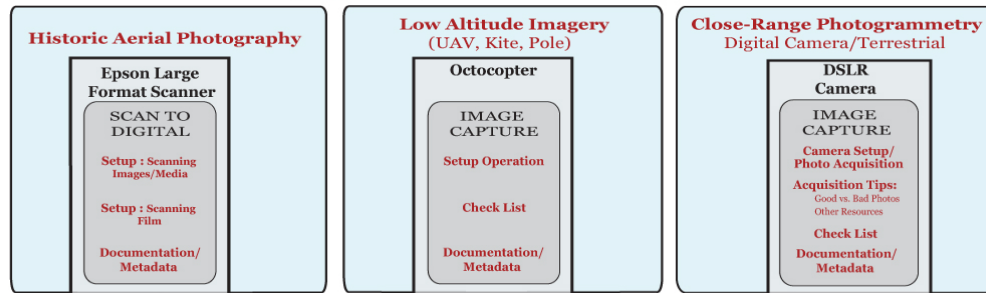 Historic Aerial Photography
Epson Large
Format Scanner
SCAN TO
DIGITAL
Setup : Scanning
Images/Media
Setup : Scanning
Film
Documentation/
Metadata
Low Altitude Imagery
(UAV, Kite, Pole)
Octocopter
IMAGE
CAPTURE
Setup Operation
Check List
Documentation/
Metadata
Close-Range Photogrammetry
Digital Camera/Terrestrial
DSLR
Camera
IMAGE
CAPTURE
Camera Setup/
Photo Acquisition
Acquisition Tips:
Good vs. Bad Photos
Other Resources
Check List
Documentation/
Metadata